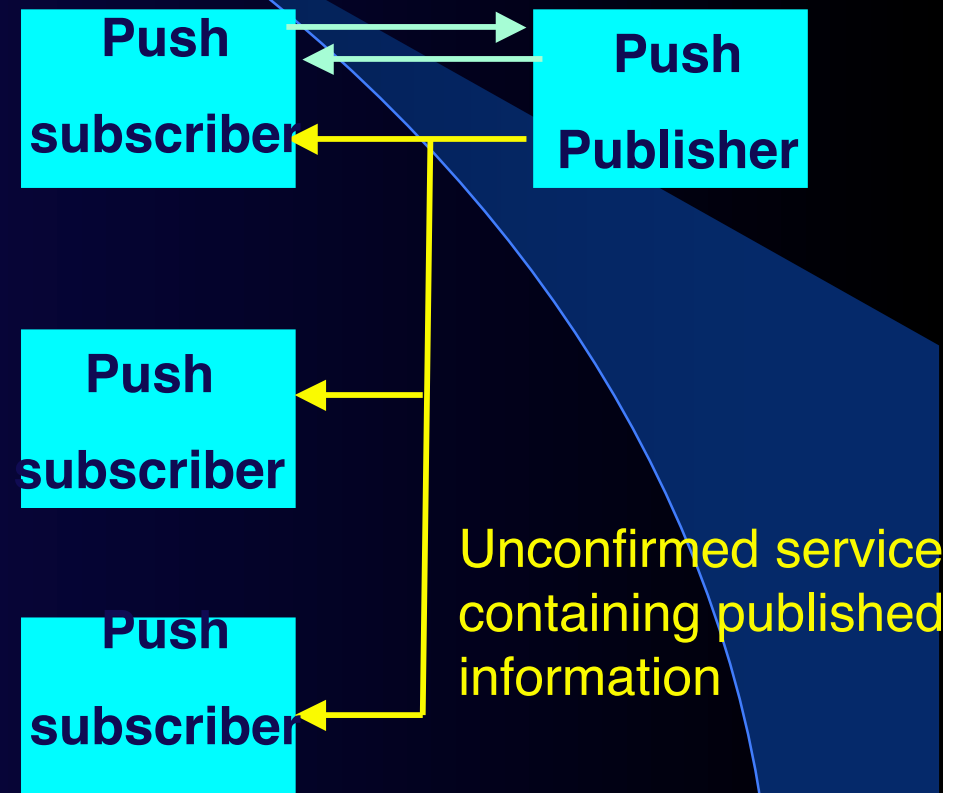 Push
subscriber
Push
Publisher
Push
subscriber
Push
subscriber
Unconfirmed service
containing published
information